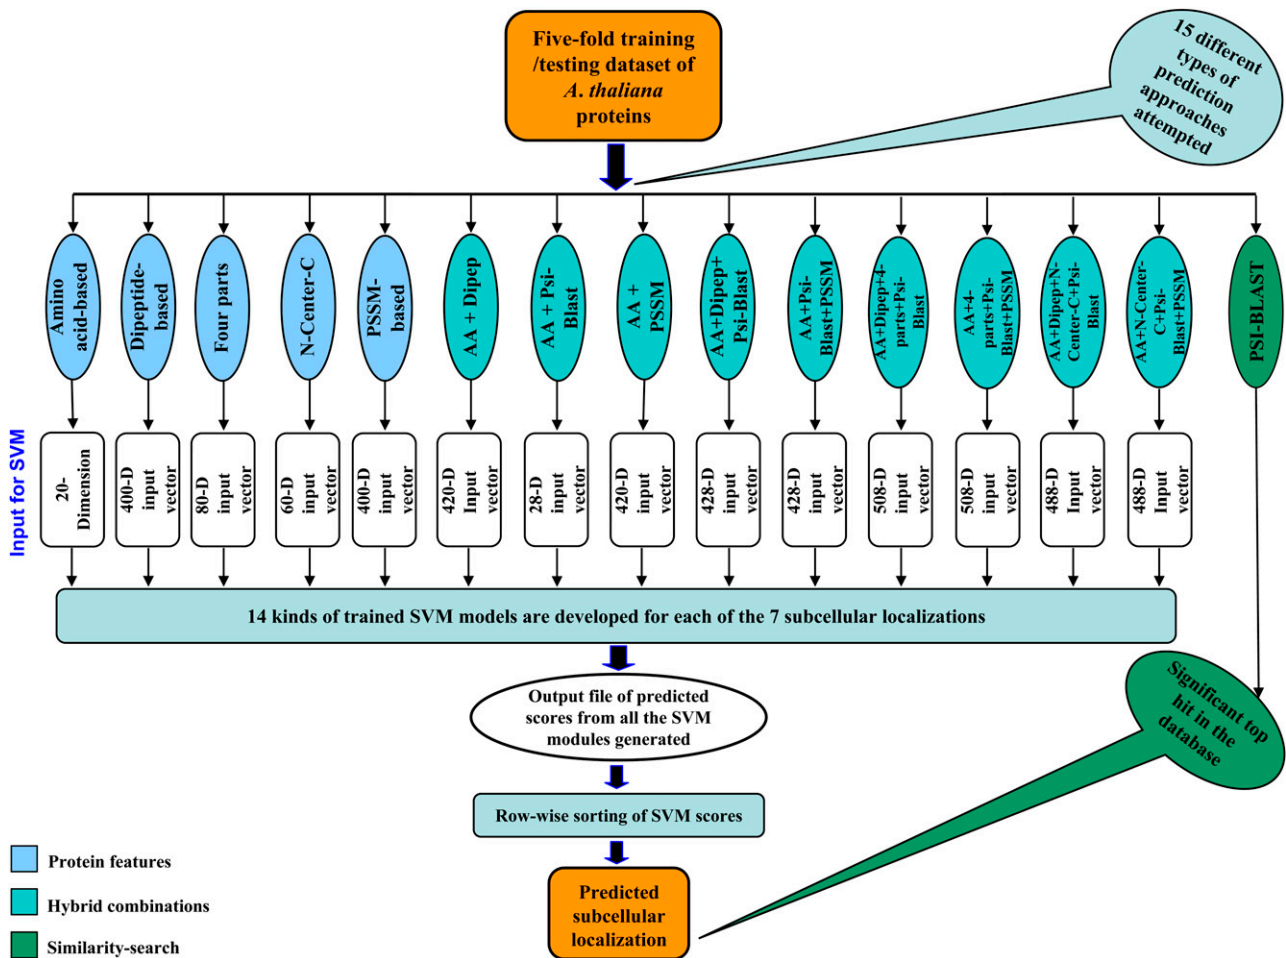 Five-fold training
/testing dataset of
A. thaliana
proteins
15 different
types of
prediction
approaches
attempted
Amino
acid-based
Dipeptide-
based
Four parts
N-Center-C
PSSM-
based
AA + Dipep
AA + Psi-
Blast
AA +
PSSM
AA+Dipep+
Psi-Blast
AA+Psi-
Blast+PSSM
AA+Dipep+4-
parts+Psi-
Blast
AA+4-
parts+Psi-
Blast+PSSM
AA+Dipep+N-
Center-C+Psi-
Blast
AA+N-Center-
C+Psi-
Blast+PSSM
PSI-BLAST
Input for SVM
20-
Dimension
400-D
input
vector
80-D
input
vector
60-D
input
vector
400-D
input
vector
420-D
Input
vector
28-D
input
vector
420-D
input
vector
428-D
input
vector
428-D
input
vector
508-D
input
vector
508-D
input
vector
488-D
Input
vector
488-D
Input
vector
14 kinds of trained SVM models are developed for each of the 7 subcellular localizations
Output file of predicted
scores from all the SVM
modules generated
Significant top
hit in the
database
Row-wise sorting of SVM scores
Predicted
subcellular
localization
Protein features
Hybrid combinations
Similarity-search